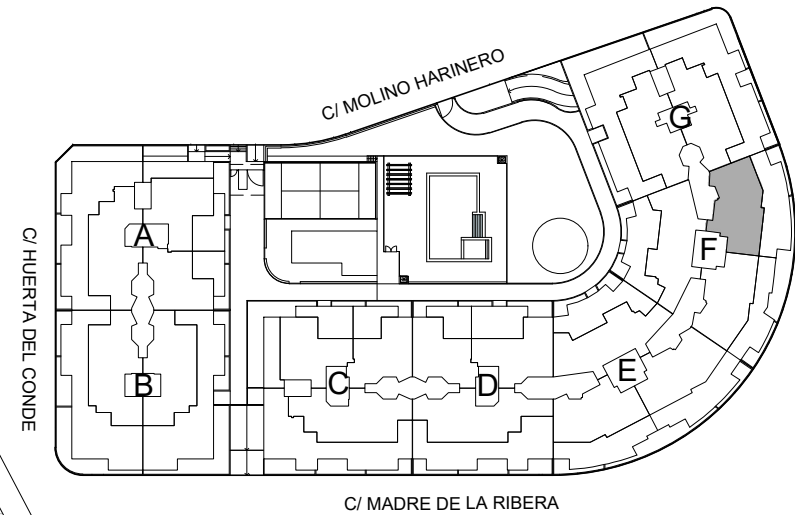 C/ MOLINO HARINERO
G
A
F
C/ HUERTA DEL CONDE
B
C
D
E
C/ MADRE DE LA RIBERA